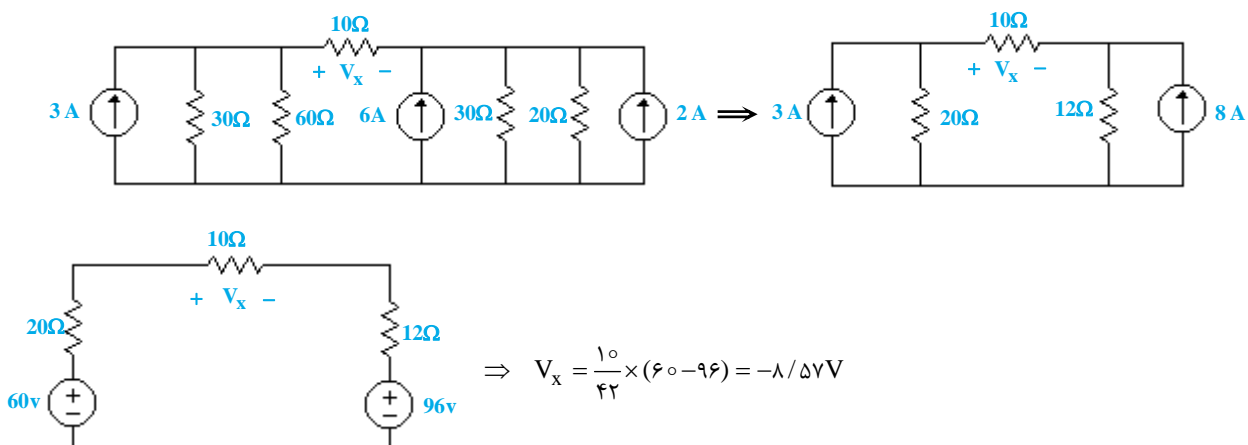 10Ω
+ Vx −
3 A
30Ω
60Ω
6A
30Ω
20Ω
2 A
⇒
10Ω
+ Vx −
3 A
20Ω
12Ω
8 A
10Ω
+ Vx −
20Ω
12Ω
60v
+
−
+
−
96v
⇒ Vx = ۱۰/۴۲ × (۶۰−۹۶) = −۸/۵۷V